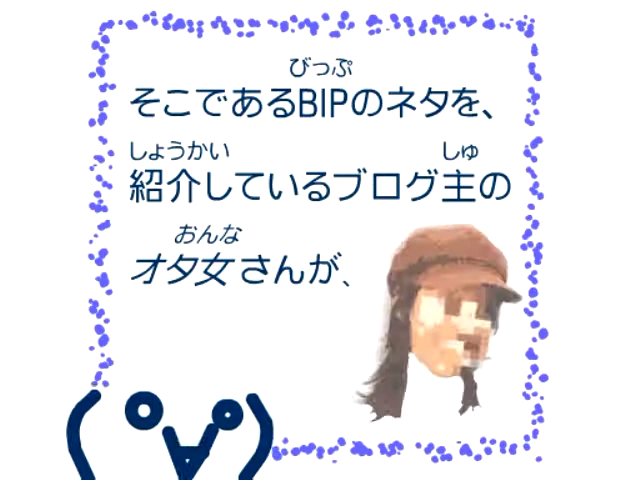 びっぷ
そこであるBIPのネタを、
しょうかい しゅ
紹介しているブログ主の
おんな
オタ女さんが、